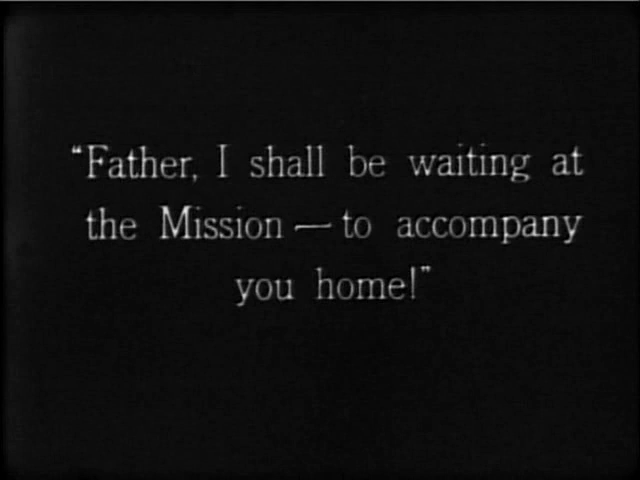 “Father, I shall be waiting at
the Mission — to accompany
you home!”